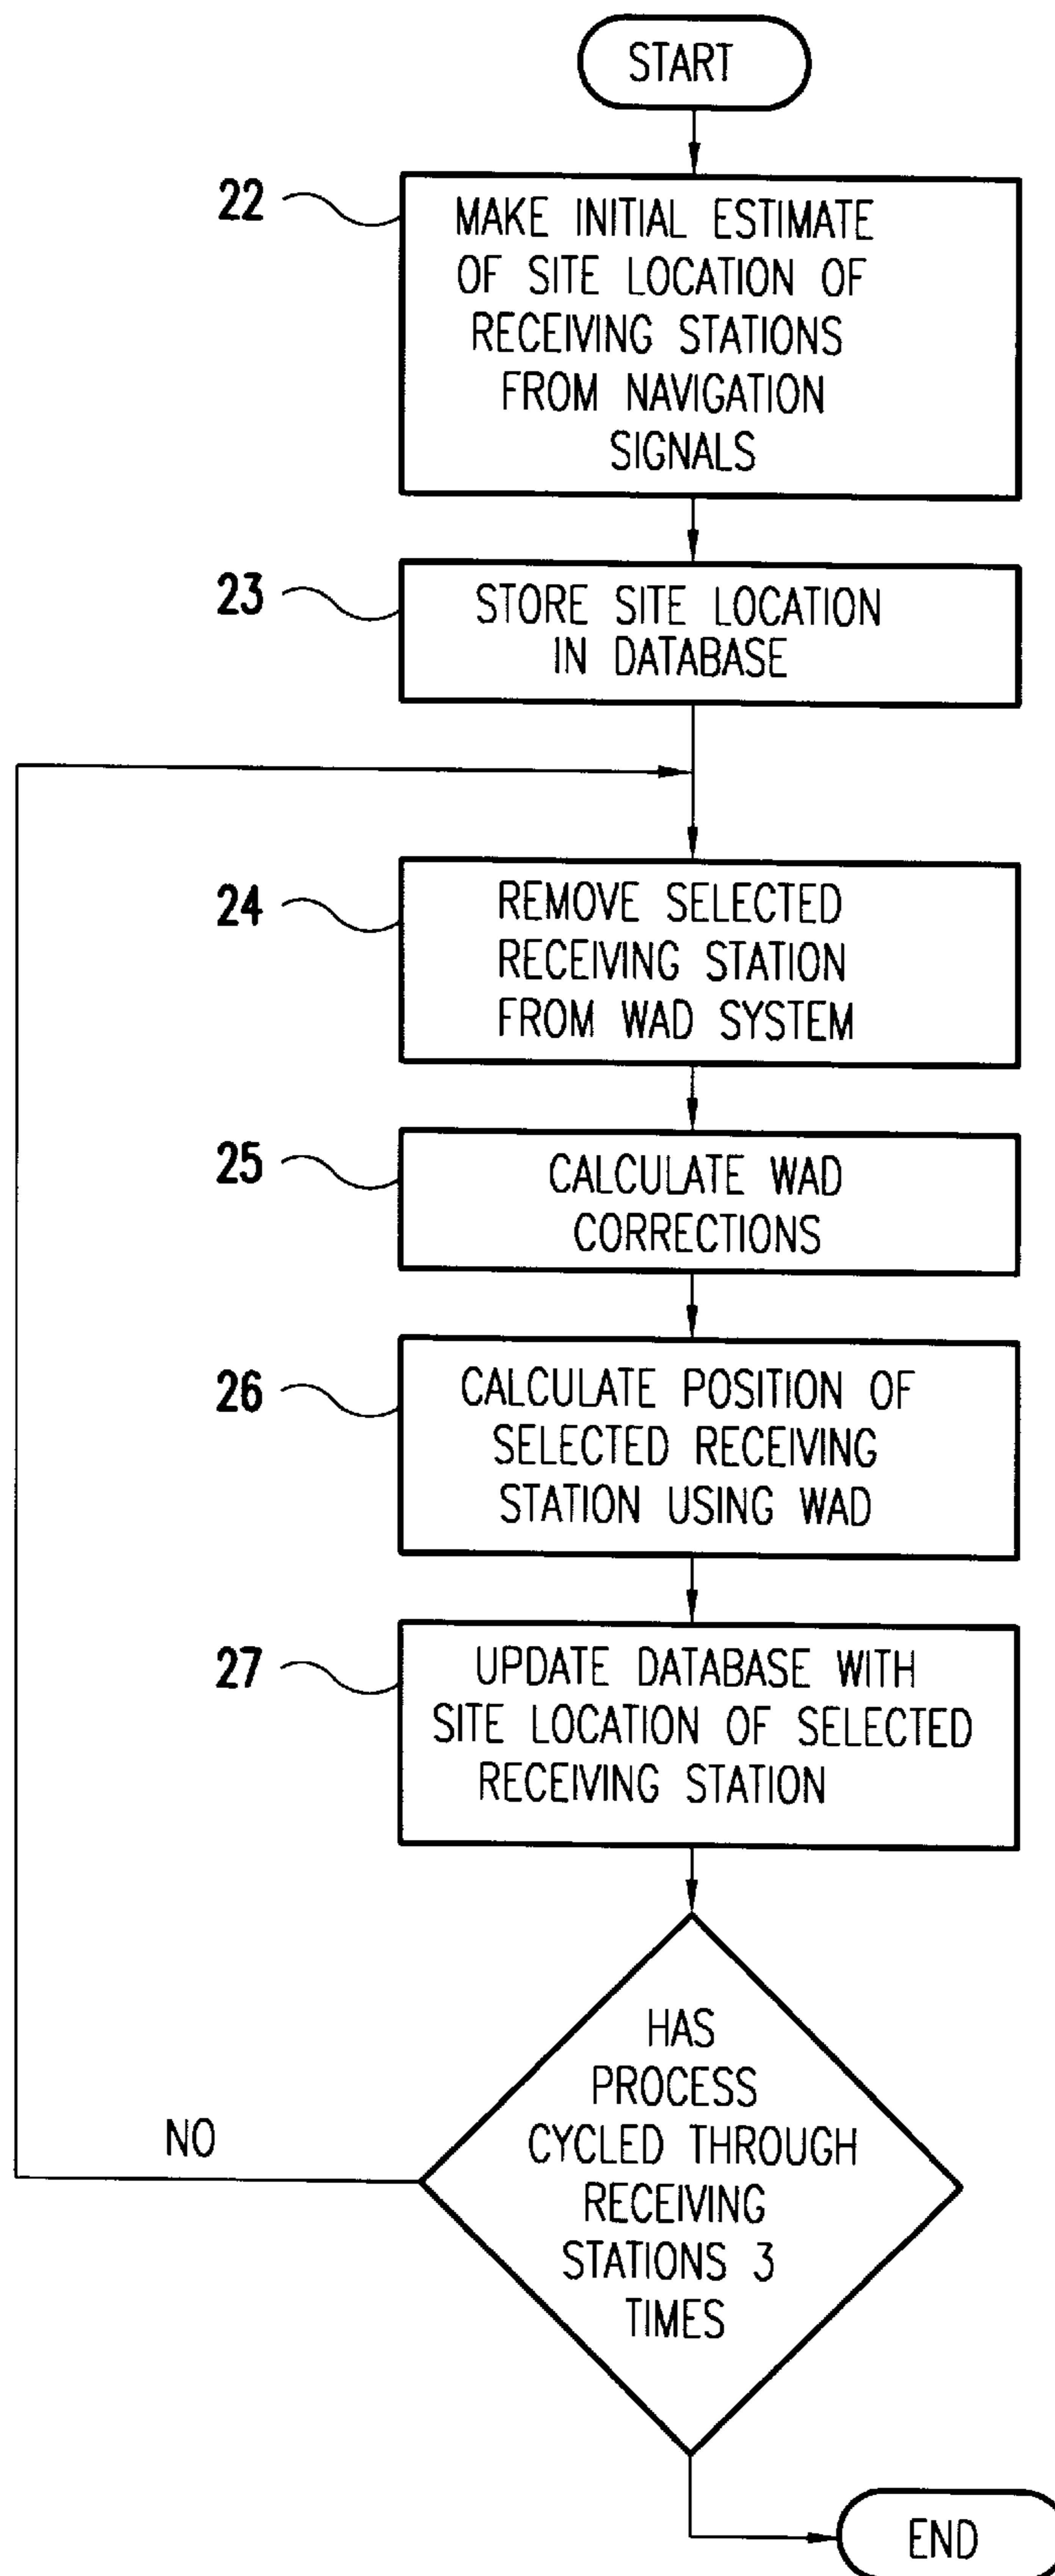 START
22
MAKE INITIAL ESTIMATE
OF SITE LOCATION OF
RECEIVING STATIONS
FROM NAVIGATION
SIGNALS
23
STORE SITE LOCATION
IN DATABASE
24
REMOVE SELECTED
RECEIVING STATION
FROM WAD SYSTEM
25
CALCULATE WAD
CORRECTIONS
26
CALCULATE POSITION OF
SELECTED RECEIVING
STATION USING WAD
27
UPDATE DATABASE WITH
SITE LOCATION OF SELECTED
RECEIVING STATION
HAS
PROCESS
CYCLED THROUGH
RECEIVING
STATIONS 3
TIMES
NO
END